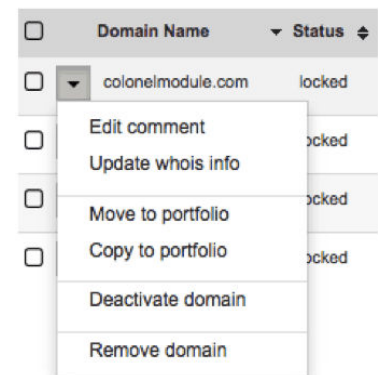 Domain Name Status
colonelmodule.com locked
Edit comment
Update whois info
Move to portfolio
Copy to portfolio
Deactivate domain
Remove domain